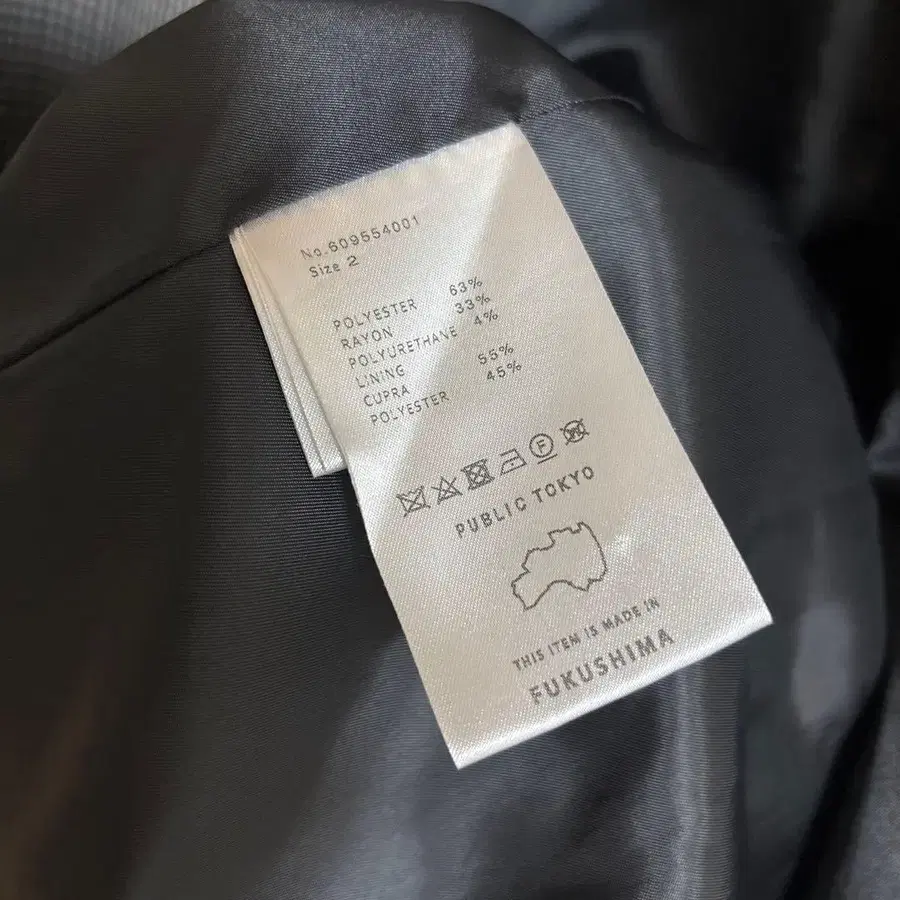 No.609554001
Size 2
POLYESTER 63%
RAYON 33%
POLYURETHANE 4%
LINING
CUPRA 55%
POLYESTER 45%
PUBLIC TOKYO
THIS ITEM IS MADE IN
FUKUSHIMA